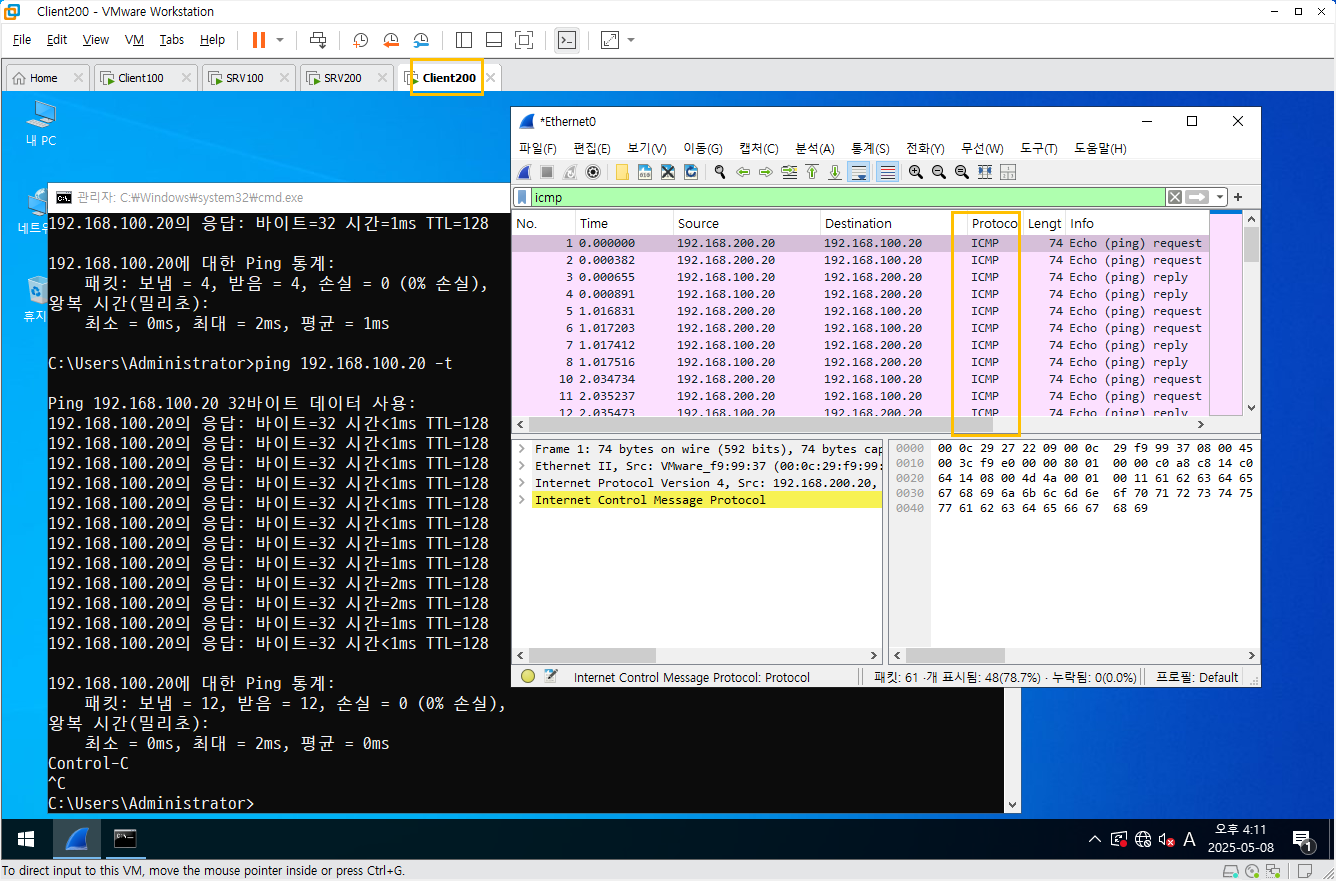 Client200 - VMware Workstation
File Edit View VM Tabs Help
Home Client100 SRV100 SRV200 Client200
내 PC
네트워
휴지
관리자: C:₩Windows₩system32₩cmd.exe
192.168.100.20의 응답: 바이트=32 시간=1ms TTL=128
192.168.100.20에 대한 Ping 통계:
패킷: 보냄 = 4, 받음 = 4, 손실 = 0 (0% 손실),
왕복 시간(밀리초):
최소 = 0ms, 최대 = 2ms, 평균 = 1ms
C:\Users\Administrator>ping 192.168.100.20 -t
Ping 192.168.100.20 32바이트 데이터 사용:
192.168.100.20의 응답: 바이트=32 시간<1ms TTL=128
192.168.100.20의 응답: 바이트=32 시간<1ms TTL=128
192.168.100.20의 응답: 바이트=32 시간<1ms TTL=128
192.168.100.20의 응답: 바이트=32 시간<1ms TTL=128
192.168.100.20의 응답: 바이트=32 시간<1ms TTL=128
192.168.100.20의 응답: 바이트=32 시간<1ms TTL=128
192.168.100.20의 응답: 바이트=32 시간=1ms TTL=128
192.168.100.20의 응답: 바이트=32 시간<1ms TTL=128
192.168.100.20의 응답: 바이트=32 시간=2ms TTL=128
192.168.100.20의 응답: 바이트=32 시간=2ms TTL=128
192.168.100.20의 응답: 바이트=32 시간<1ms TTL=128
192.168.100.20의 응답: 바이트=32 시간<1ms TTL=128
192.168.100.20에 대한 Ping 통계:
패킷: 보냄 = 12, 받음 = 12, 손실 = 0 (0% 손실),
왕복 시간(밀리초):
최소 = 0ms, 최대 = 2ms, 평균 = 0ms
Control-C
^C
C:\Users\Administrator>
*Ethernet0
파일(F) 편집(E) 보기(V) 이동(G) 캡처(C) 분석(A) 통계(S) 전화(Y) 무선(W) 도구(T) 도움말(H)
icmp
No. Time Source Destination Protoco Lengt Info
1 0.000000 192.168.200.20 192.168.100.20 ICMP 74 Echo (ping) request
2 0.000382 192.168.200.20 192.168.100.20 ICMP 74 Echo (ping) request
3 0.000655 192.168.100.20 192.168.200.20 ICMP 74 Echo (ping) reply
4 0.000891 192.168.100.20 192.168.200.20 ICMP 74 Echo (ping) reply
5 1.016831 192.168.200.20 192.168.100.20 ICMP 74 Echo (ping) request
6 1.017203 192.168.200.20 192.168.100.20 ICMP 74 Echo (ping) request
7 1.017412 192.168.100.20 192.168.200.20 ICMP 74 Echo (ping) reply
8 1.017516 192.168.100.20 192.168.200.20 ICMP 74 Echo (ping) reply
10 2.034734 192.168.200.20 192.168.100.20 ICMP 74 Echo (ping) request
11 2.035237 192.168.200.20 192.168.100.20 ICMP 74 Echo (ping) request
12 2.035473 192.168.100.20 192.168.200.20 ICMP 74 Echo (ping) reply
Frame 1: 74 bytes on wire (592 bits), 74 bytes cap
Ethernet II, Src: VMware_f9:99:37 (00:0c:29:f9:99:
Internet Protocol Version 4, Src: 192.168.200.20,
Internet Control Message Protocol
0000 00 0c 29 27 22 09 00 0c 29 f9 99 37 08 00 45
0010 00 3c f9 e0 00 00 80 01 00 00 c0 a8 c8 14 c0
0020 64 14 08 00 4d 4a 00 01 00 11 61 62 63 64 65
0030 67 68 69 6a 6b 6c 6d 6e 6f 70 71 72 73 74 75
0040 77 61 62 63 64 65 66 67 68 69
Internet Control Message Protocol: Protocol
패킷: 61 ·개 표시됨: 48(78.7%) · 누락됨: 0(0.0%)
프로필: Default
A
오후 4:11
2025-05-08
1
To direct input to this VM, move the mouse pointer inside or press Ctrl+G.